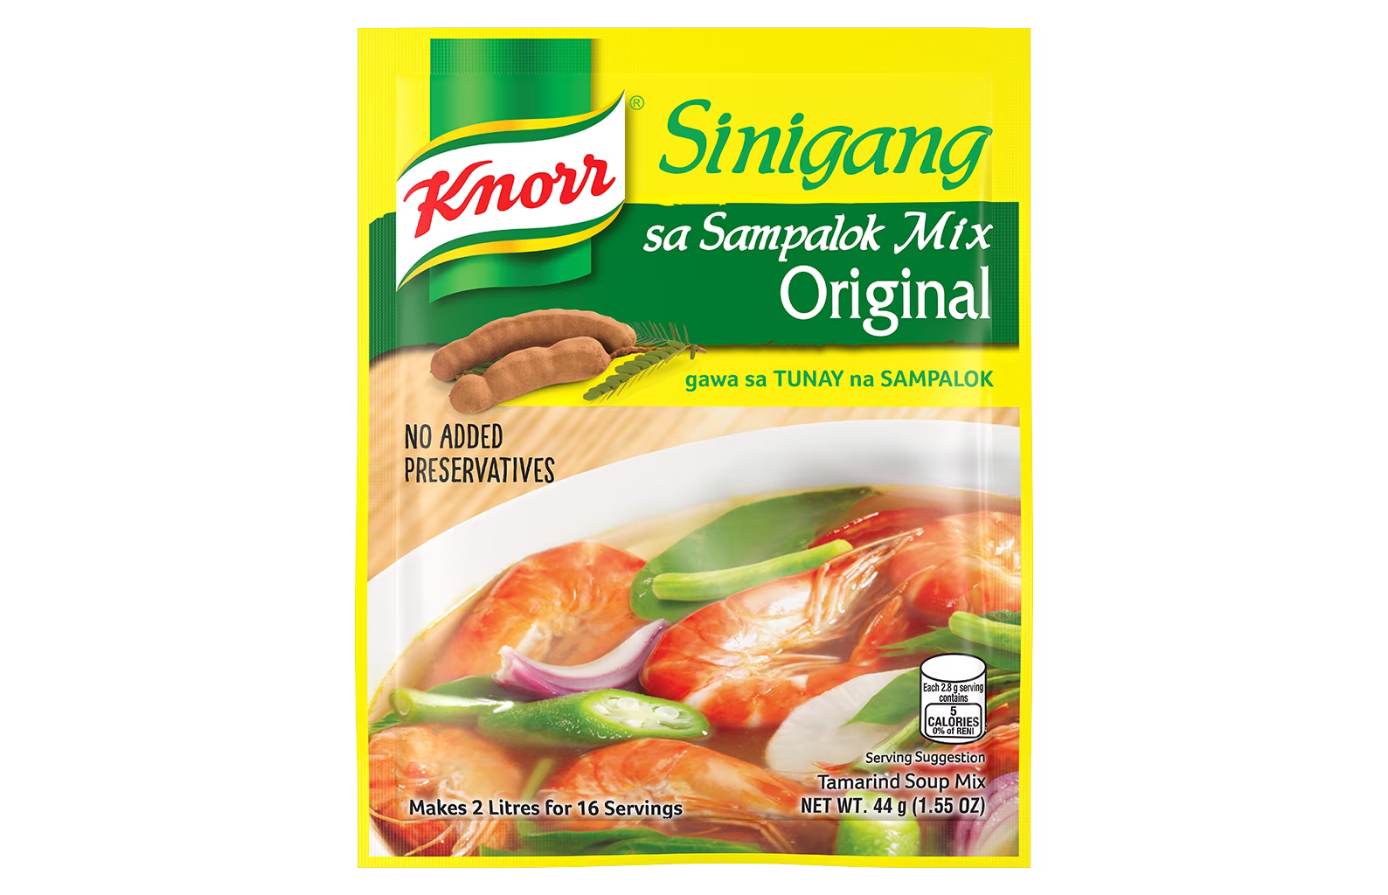 Knorr®
Sinigang
sa Sampalok Mix
Original
gawa sa TUNAY na SAMPALOK
NO ADDED
PRESERVATIVES
Each 2.8 g serving
contains
5
CALORIES
0% of RENI
Serving Suggestion
Tamarind Soup Mix
Makes 2 Litres for 16 Servings
NET WT. 44 g (1.55 OZ)